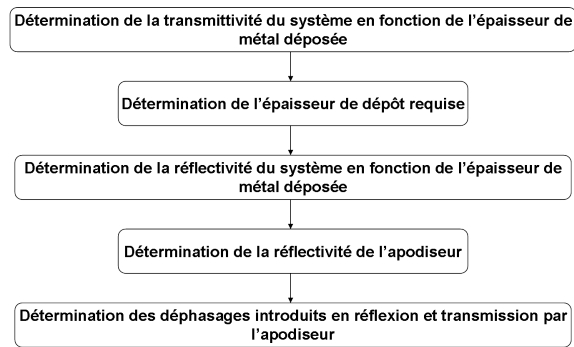 Détermination de la transmittivité du système en fonction de l'épaisseur de
métal déposée
Détermination de l'épaisseur de dépôt requise
Détermination de la réflectivité du système en fonction de l'épaisseur de
métal déposée
Détermination de la réflectivité de l'apodiseur
Détermination des déphasages introduits en réflexion et transmission par
l'apodiseur